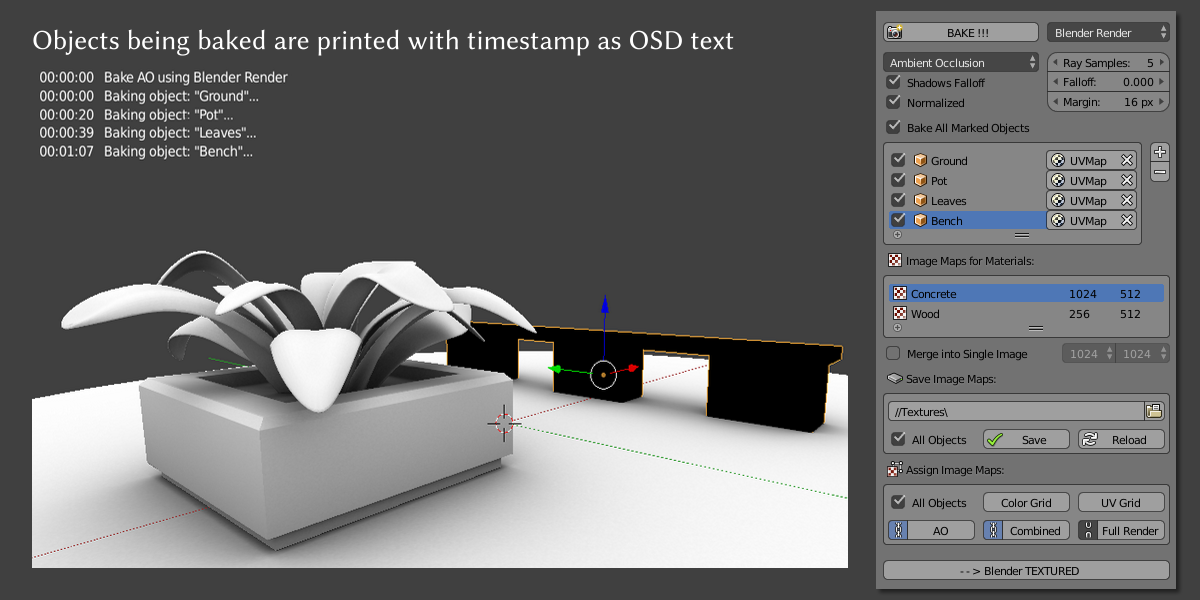 Objects being baked are printed with timestamp as OSD text
00:00:00 Bake AO using Blender Render
00:00:00 Baking object: "Ground"...
00:00:20 Baking object: "Pot"...
00:00:39 Baking object: "Leaves"...
00:01:07 Baking object: "Bench"...
BAKE !!! Blender Render
Ambient Occlusion Ray Samples: 5
Shadows Falloff Falloff: 0.000
Normalized Margin: 16 px
Bake All Marked Objects
Ground UVMap
Pot UVMap
Leaves UVMap
Bench UVMap
Image Maps for Materials:
Concrete 1024 512
Wood 256 512
Merge into Single Image 1024 1024
Save Image Maps:
//Textures\
All Objects Save Reload
Assign Image Maps:
All Objects Color Grid UV Grid
AO Combined Full Render
--> Blender TEXTURED